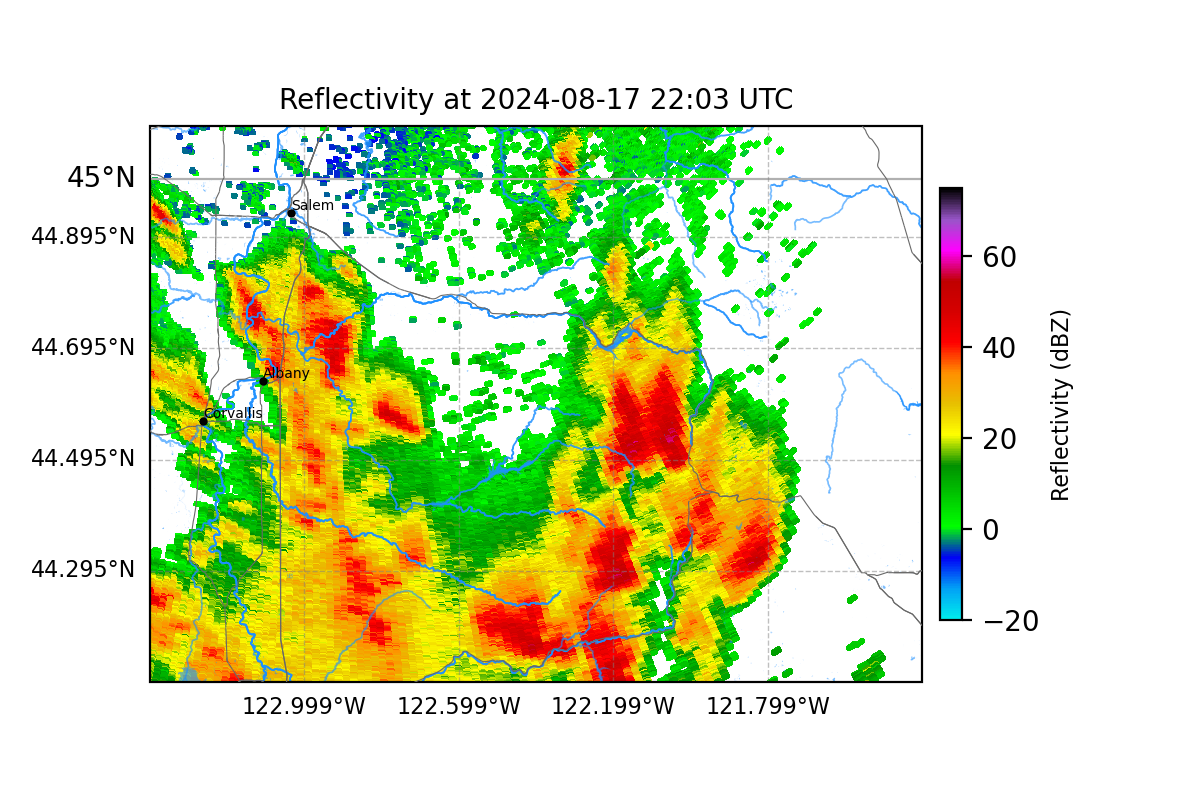 Reflectivity at 2024-08-17 22:03 UTC
45°N
Salem
44.895°N
60
40
44.695°N
Albany
Corvallis
20
44.495°N
0
44.295°N
−20
Reflectivity (dBZ)
122.999°W
122.599°W
122.199°W
121.799°W